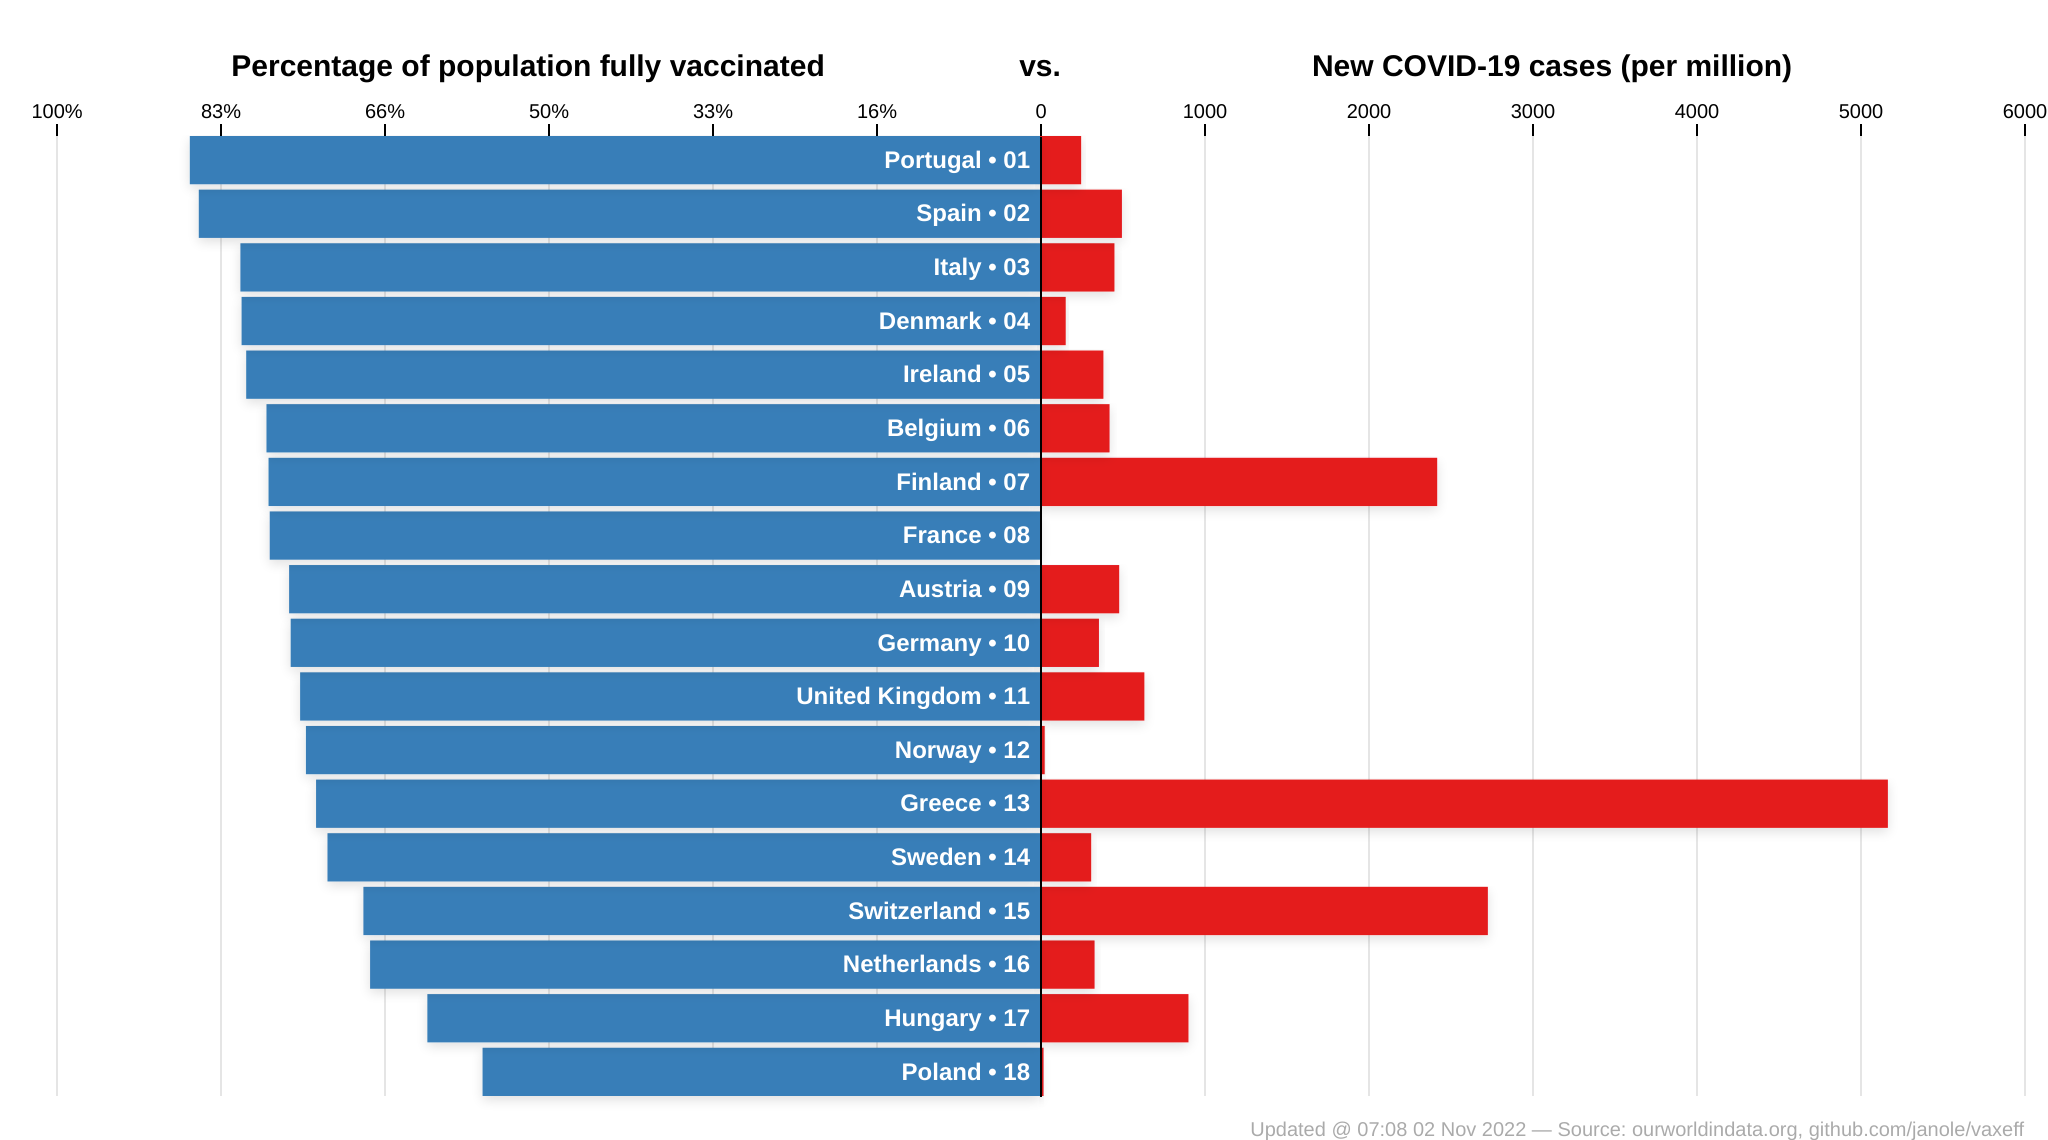 Percentage of population fully vaccinated vs. New COVID-19 cases (per million)
100% 83% 66% 50% 33% 16% 0 1000 2000 3000 4000 5000 6000
Portugal • 01
Spain • 02
Italy • 03
Denmark • 04
Ireland • 05
Belgium • 06
Finland • 07
France • 08
Austria • 09
Germany • 10
United Kingdom • 11
Norway • 12
Greece • 13
Sweden • 14
Switzerland • 15
Netherlands • 16
Hungary • 17
Poland • 18
Updated @ 07:08 02 Nov 2022 — Source: ourworldindata.org, github.com/janole/vaxeff